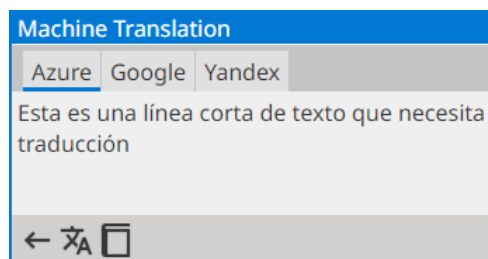 Machine Translation
Azure Google Yandex
Esta es una línea corta de texto que necesita
traducción